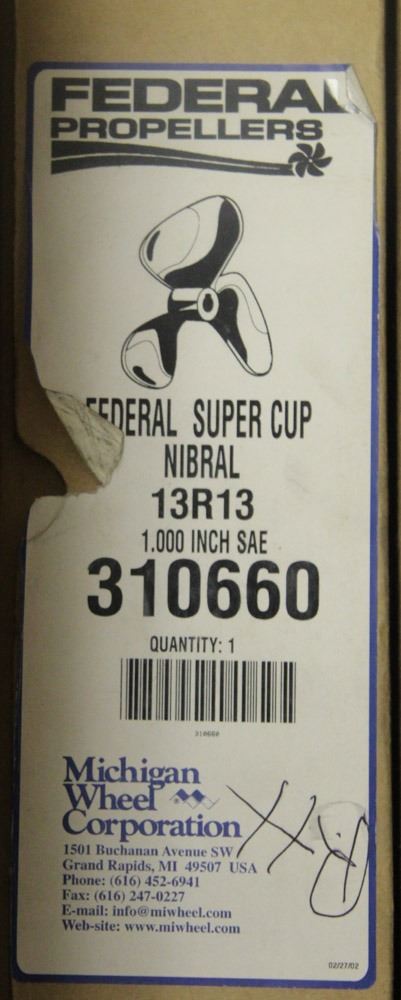 FEDERAL
PROPELLERS
FEDERAL SUPER CUP
NIBRAL
13R13
1.000 INCH SAE
310660
QUANTITY: 1
310660
Michigan
Wheel
Corporation
1501 Buchanan Avenue SW
Grand Rapids, MI 49507 USA
Phone: (616) 452-6941
Fax: (616) 247-0227
E-mail: info@miwheel.com
Web-site: www.miwheel.com
02/27/02